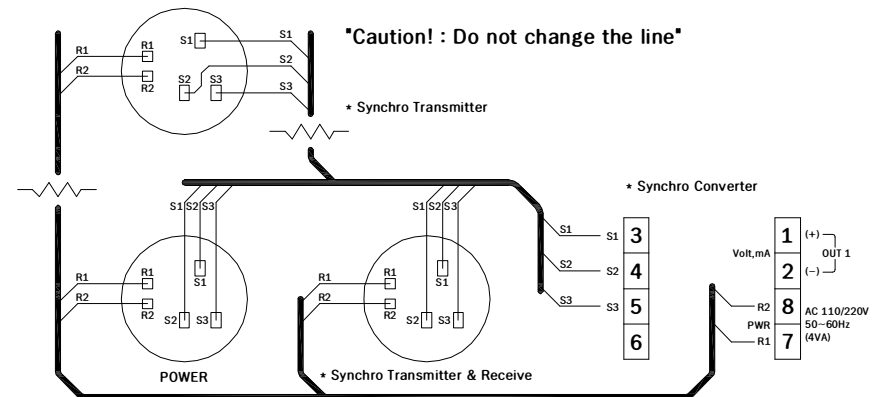 "Caution! : Do not change the line"
R1
R2
R1
R2
S1
S2
S3
S1
S2
S3
* Synchro Transmitter
* Synchro Converter
S1
S2
S3
S1
S2
S3
R1
R2
R1
R2
S1
S2
S3
R1
R2
R1
R2
S1
S2
S3
S1
S1
3
S2
S2
4
S3
S3
5
6
Volt,mA
1
(+)
OUT 1
2
(−)
R2
8
AC 110/220V
PWR
50~60Hz
R1
7
(4VA)
POWER
* Synchro Transmitter & Receive